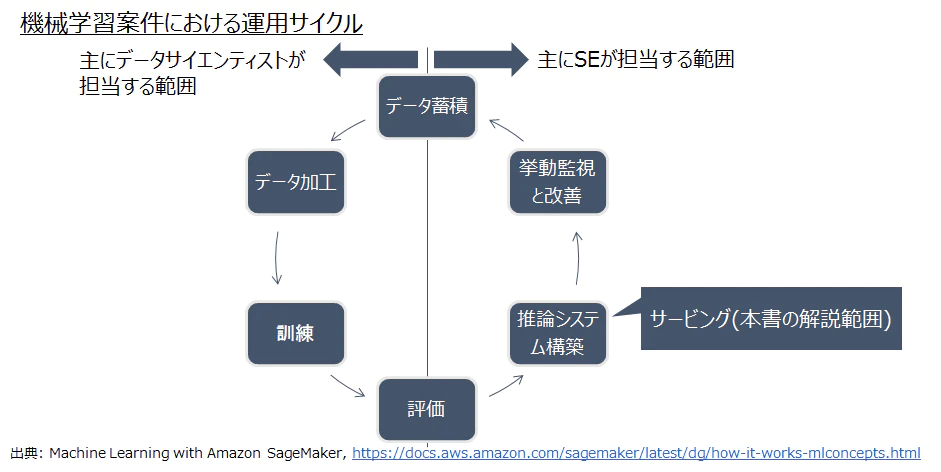 機械学習案件における運用サイクル
主にデータサイエンティストが
担当する範囲
主にSEが担当する範囲
データ蓄積
データ加工
挙動監視
と改善
訓練
推論システ
ム構築
サービング(本書の解説範囲)
評価
出典: Machine Learning with Amazon SageMaker, https://docs.aws.amazon.com/sagemaker/latest/dg/how-it-works-mlconcepts.html